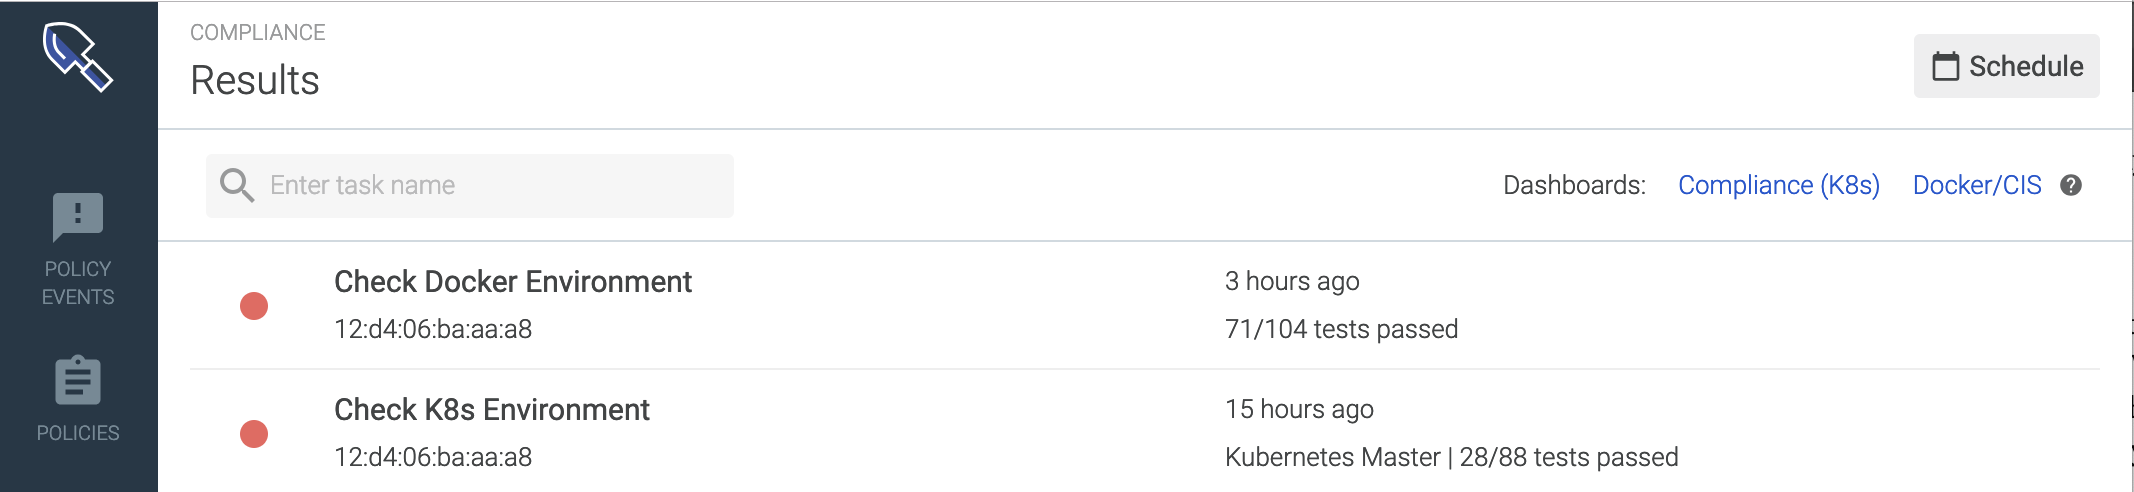 COMPLIANCE
Results
Schedule
Enter task name
Dashboards: Compliance (K8s) Docker/CIS ?
POLICY
EVENTS
POLICIES
Check Docker Environment
3 hours ago
12:d4:06:ba:aa:a8
71/104 tests passed
Check K8s Environment
15 hours ago
12:d4:06:ba:aa:a8
Kubernetes Master | 28/88 tests passed